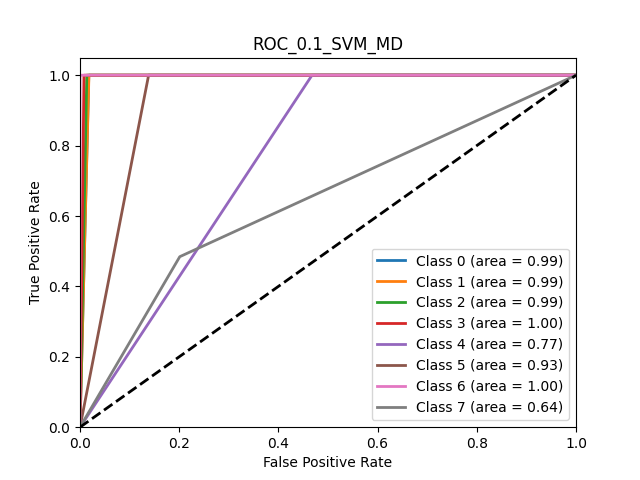 ROC_0.1_SVM_MD
True Positive Rate
1.0
0.8
0.6
0.4
0.2
0.0
Class 0 (area = 0.99)
Class 1 (area = 0.99)
Class 2 (area = 0.99)
Class 3 (area = 1.00)
Class 4 (area = 0.77)
Class 5 (area = 0.93)
Class 6 (area = 1.00)
Class 7 (area = 0.64)
0.0 0.2 0.4 0.6 0.8 1.0
False Positive Rate